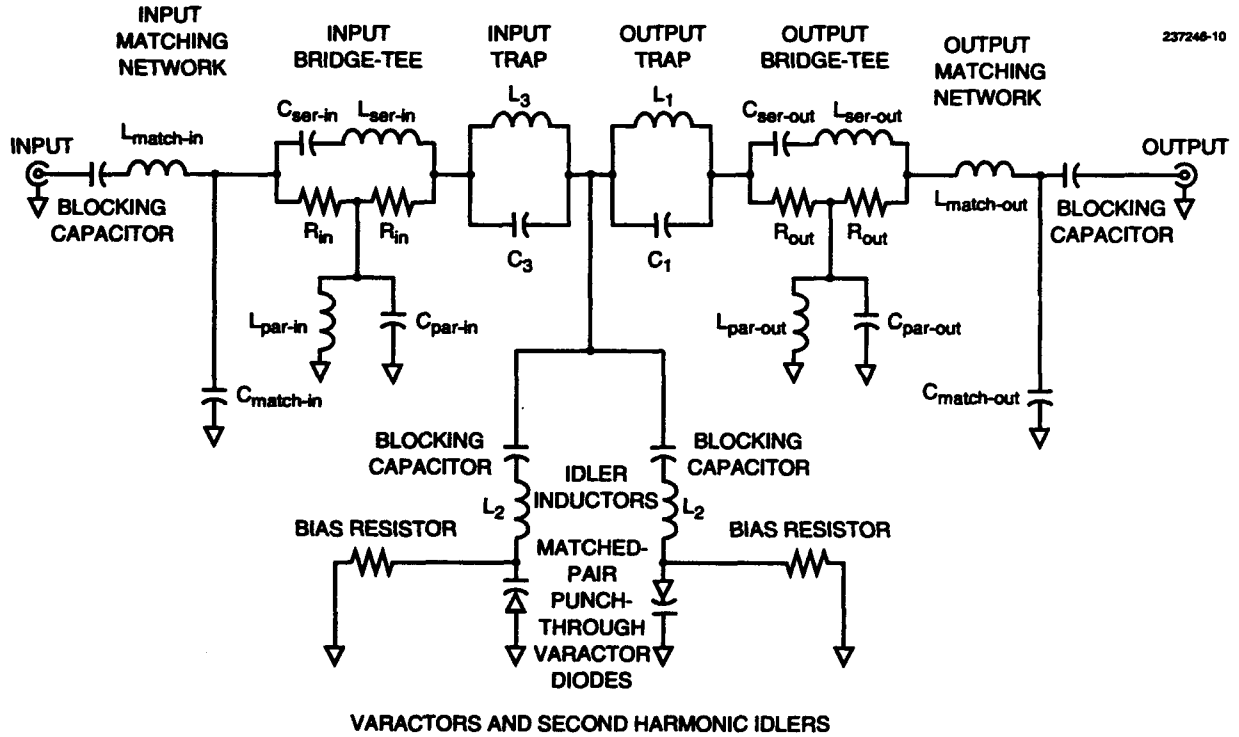 INPUT
MATCHING
NETWORK
INPUT
BRIDGE-TEE
INPUT
TRAP
OUTPUT
TRAP
OUTPUT
BRIDGE-TEE
OUTPUT
MATCHING
NETWORK
237246-10
L3
L1
Cser-in
Lser-in
Cser-out
Lser-out
Lmatch-in
INPUT
OUTPUT
BLOCKING
CAPACITOR
Rin
Rin
C3
C1
Rout
Rout
Lmatch-out
BLOCKING
CAPACITOR
Lpar-in
Cpar-in
Lpar-out
Cpar-out
Cmatch-in
Cmatch-out
BLOCKING
CAPACITOR
BLOCKING
CAPACITOR
IDLER
INDUCTORS
L2
L2
BIAS RESISTOR
BIAS RESISTOR
MATCHED-
PAIR
PUNCH-
THROUGH
VARACTOR
DIODES
VARACTORS AND SECOND HARMONIC IDLERS